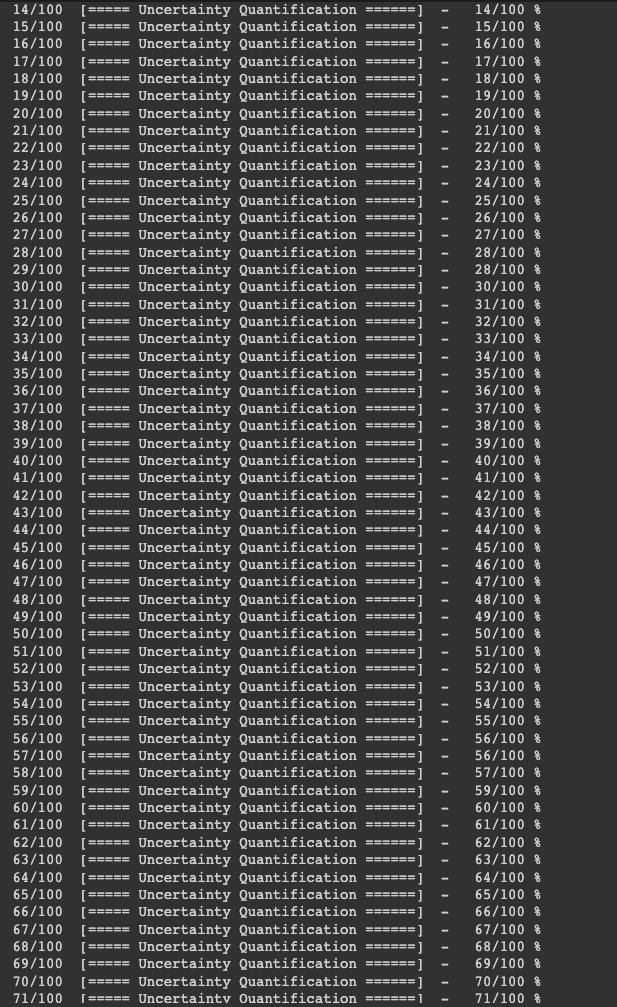 14/100 [===== Uncertainty Quantification ======] - 14/100 %
15/100 [===== Uncertainty Quantification ======] - 15/100 %
16/100 [===== Uncertainty Quantification ======] - 16/100 %
17/100 [===== Uncertainty Quantification ======] - 17/100 %
18/100 [===== Uncertainty Quantification ======] - 18/100 %
19/100 [===== Uncertainty Quantification ======] - 19/100 %
20/100 [===== Uncertainty Quantification ======] - 20/100 %
21/100 [===== Uncertainty Quantification ======] - 21/100 %
22/100 [===== Uncertainty Quantification ======] - 22/100 %
23/100 [===== Uncertainty Quantification ======] - 23/100 %
24/100 [===== Uncertainty Quantification ======] - 24/100 %
25/100 [===== Uncertainty Quantification ======] - 25/100 %
26/100 [===== Uncertainty Quantification ======] - 26/100 %
27/100 [===== Uncertainty Quantification ======] - 27/100 %
28/100 [===== Uncertainty Quantification ======] - 28/100 %
29/100 [===== Uncertainty Quantification ======] - 28/100 %
30/100 [===== Uncertainty Quantification ======] - 30/100 %
31/100 [===== Uncertainty Quantification ======] - 31/100 %
32/100 [===== Uncertainty Quantification ======] - 32/100 %
33/100 [===== Uncertainty Quantification ======] - 33/100 %
34/100 [===== Uncertainty Quantification ======] - 34/100 %
35/100 [===== Uncertainty Quantification ======] - 35/100 %
36/100 [===== Uncertainty Quantification ======] - 36/100 %
37/100 [===== Uncertainty Quantification ======] - 37/100 %
38/100 [===== Uncertainty Quantification ======] - 38/100 %
39/100 [===== Uncertainty Quantification ======] - 39/100 %
40/100 [===== Uncertainty Quantification ======] - 40/100 %
41/100 [===== Uncertainty Quantification ======] - 41/100 %
42/100 [===== Uncertainty Quantification ======] - 42/100 %
43/100 [===== Uncertainty Quantification ======] - 43/100 %
44/100 [===== Uncertainty Quantification ======] - 44/100 %
45/100 [===== Uncertainty Quantification ======] - 45/100 %
46/100 [===== Uncertainty Quantification ======] - 46/100 %
47/100 [===== Uncertainty Quantification ======] - 47/100 %
48/100 [===== Uncertainty Quantification ======] - 48/100 %
49/100 [===== Uncertainty Quantification ======] - 49/100 %
50/100 [===== Uncertainty Quantification ======] - 50/100 %
51/100 [===== Uncertainty Quantification ======] - 51/100 %
52/100 [===== Uncertainty Quantification ======] - 52/100 %
53/100 [===== Uncertainty Quantification ======] - 53/100 %
54/100 [===== Uncertainty Quantification ======] - 54/100 %
55/100 [===== Uncertainty Quantification ======] - 55/100 %
56/100 [===== Uncertainty Quantification ======] - 56/100 %
57/100 [===== Uncertainty Quantification ======] - 56/100 %
58/100 [===== Uncertainty Quantification ======] - 57/100 %
59/100 [===== Uncertainty Quantification ======] - 59/100 %
60/100 [===== Uncertainty Quantification ======] - 60/100 %
61/100 [===== Uncertainty Quantification ======] - 61/100 %
62/100 [===== Uncertainty Quantification ======] - 62/100 %
63/100 [===== Uncertainty Quantification ======] - 63/100 %
64/100 [===== Uncertainty Quantification ======] - 64/100 %
65/100 [===== Uncertainty Quantification ======] - 65/100 %
66/100 [===== Uncertainty Quantification ======] - 66/100 %
67/100 [===== Uncertainty Quantification ======] - 67/100 %
68/100 [===== Uncertainty Quantification ======] - 68/100 %
69/100 [===== Uncertainty Quantification ======] - 69/100 %
70/100 [===== Uncertainty Quantification ======] - 70/100 %
71/100 [===== Uncertainty Quantification ======] - 71/100 %